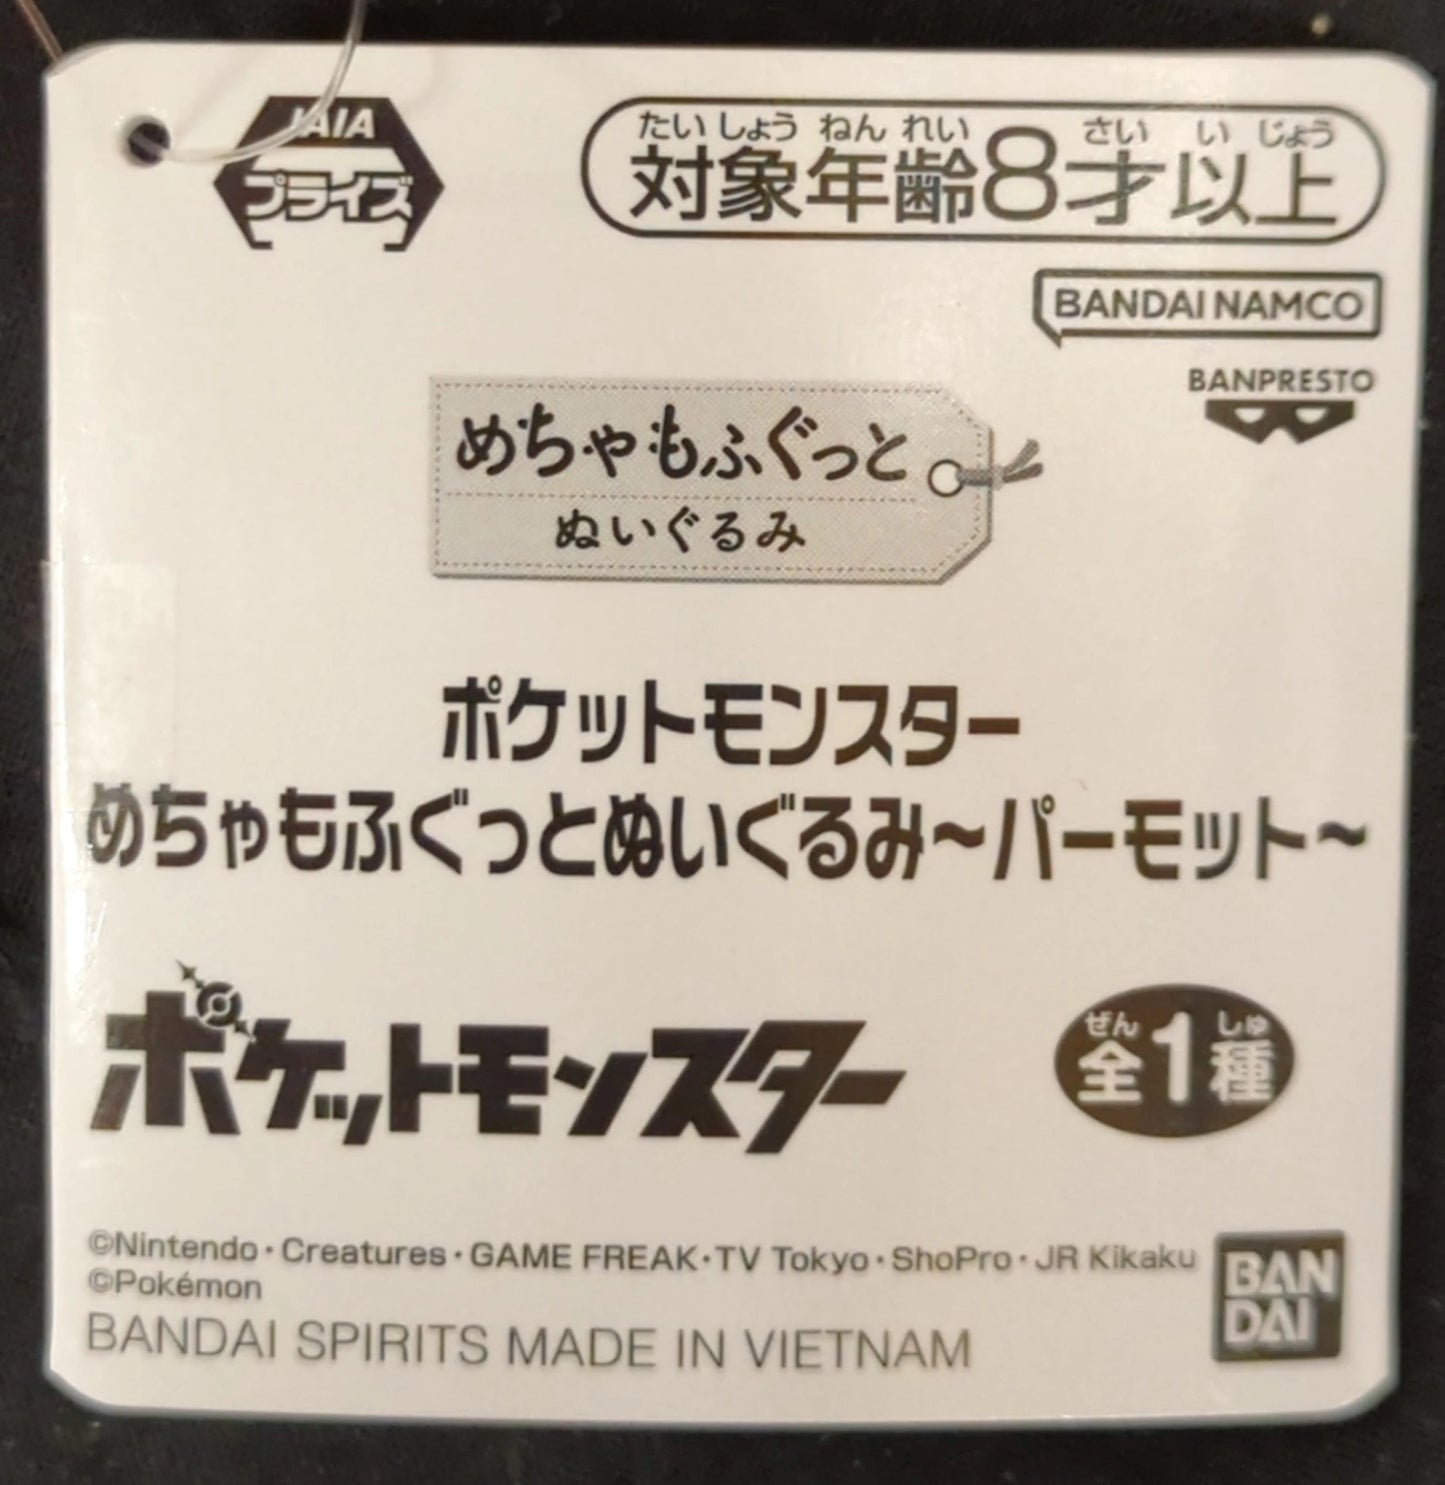 JAIA
プライズ
たいしょうねんれい さい いじょう
対象年齢8才以上
BANDAI NAMCO
BANPRESTO
めちゃもふぐっと
ぬいぐるみ
ポケットモンスター
めちゃもふぐっとぬいぐるみ～パーモット～
ポケットモンスター
ぜん しゅ
全1種
©Nintendo・Creatures・GAME FREAK・TV Tokyo・ShoPro・JR Kikaku
©Pokémon
BANDAI SPIRITS MADE IN VIETNAM
BAN
DAI